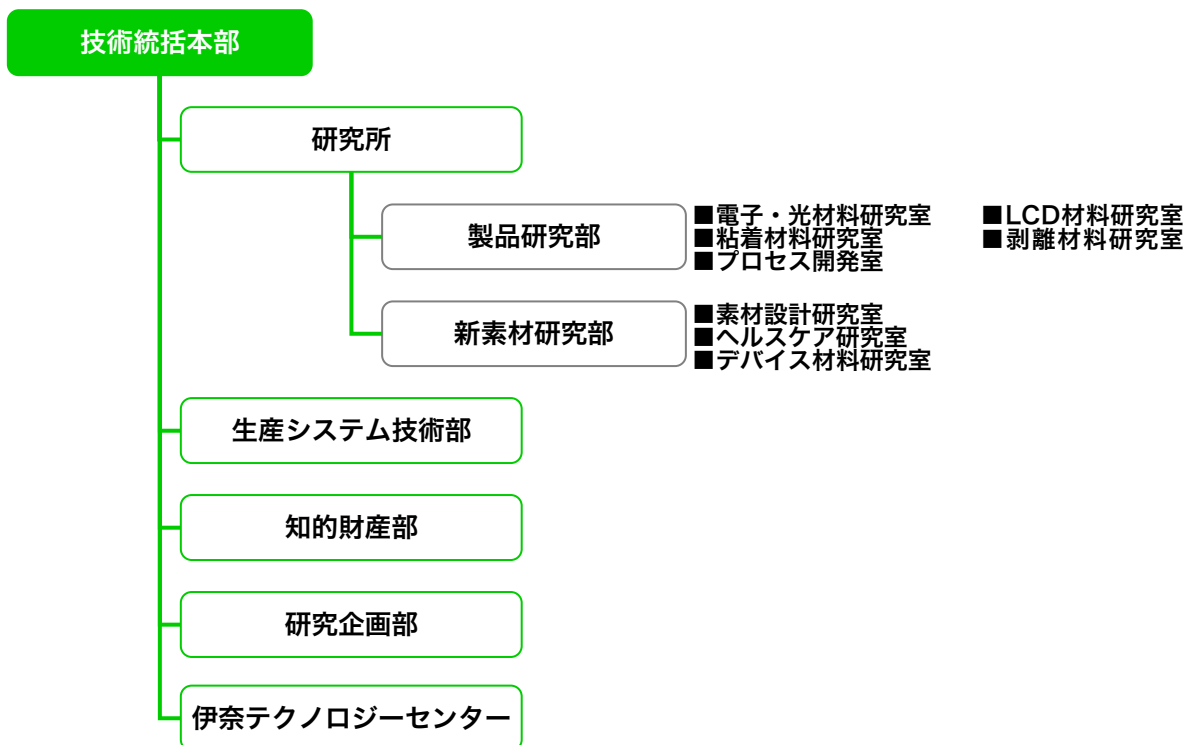 技術統括本部
研究所
製品研究部
■電子・光材料研究室 ■LCD材料研究室
■粘着材料研究室 ■剥離材料研究室
■プロセス開発室
新素材研究部
■素材設計研究室
■ヘルスケア研究室
■デバイス材料研究室
生産システム技術部
知的財産部
研究企画部
伊奈テクノロジーセンター